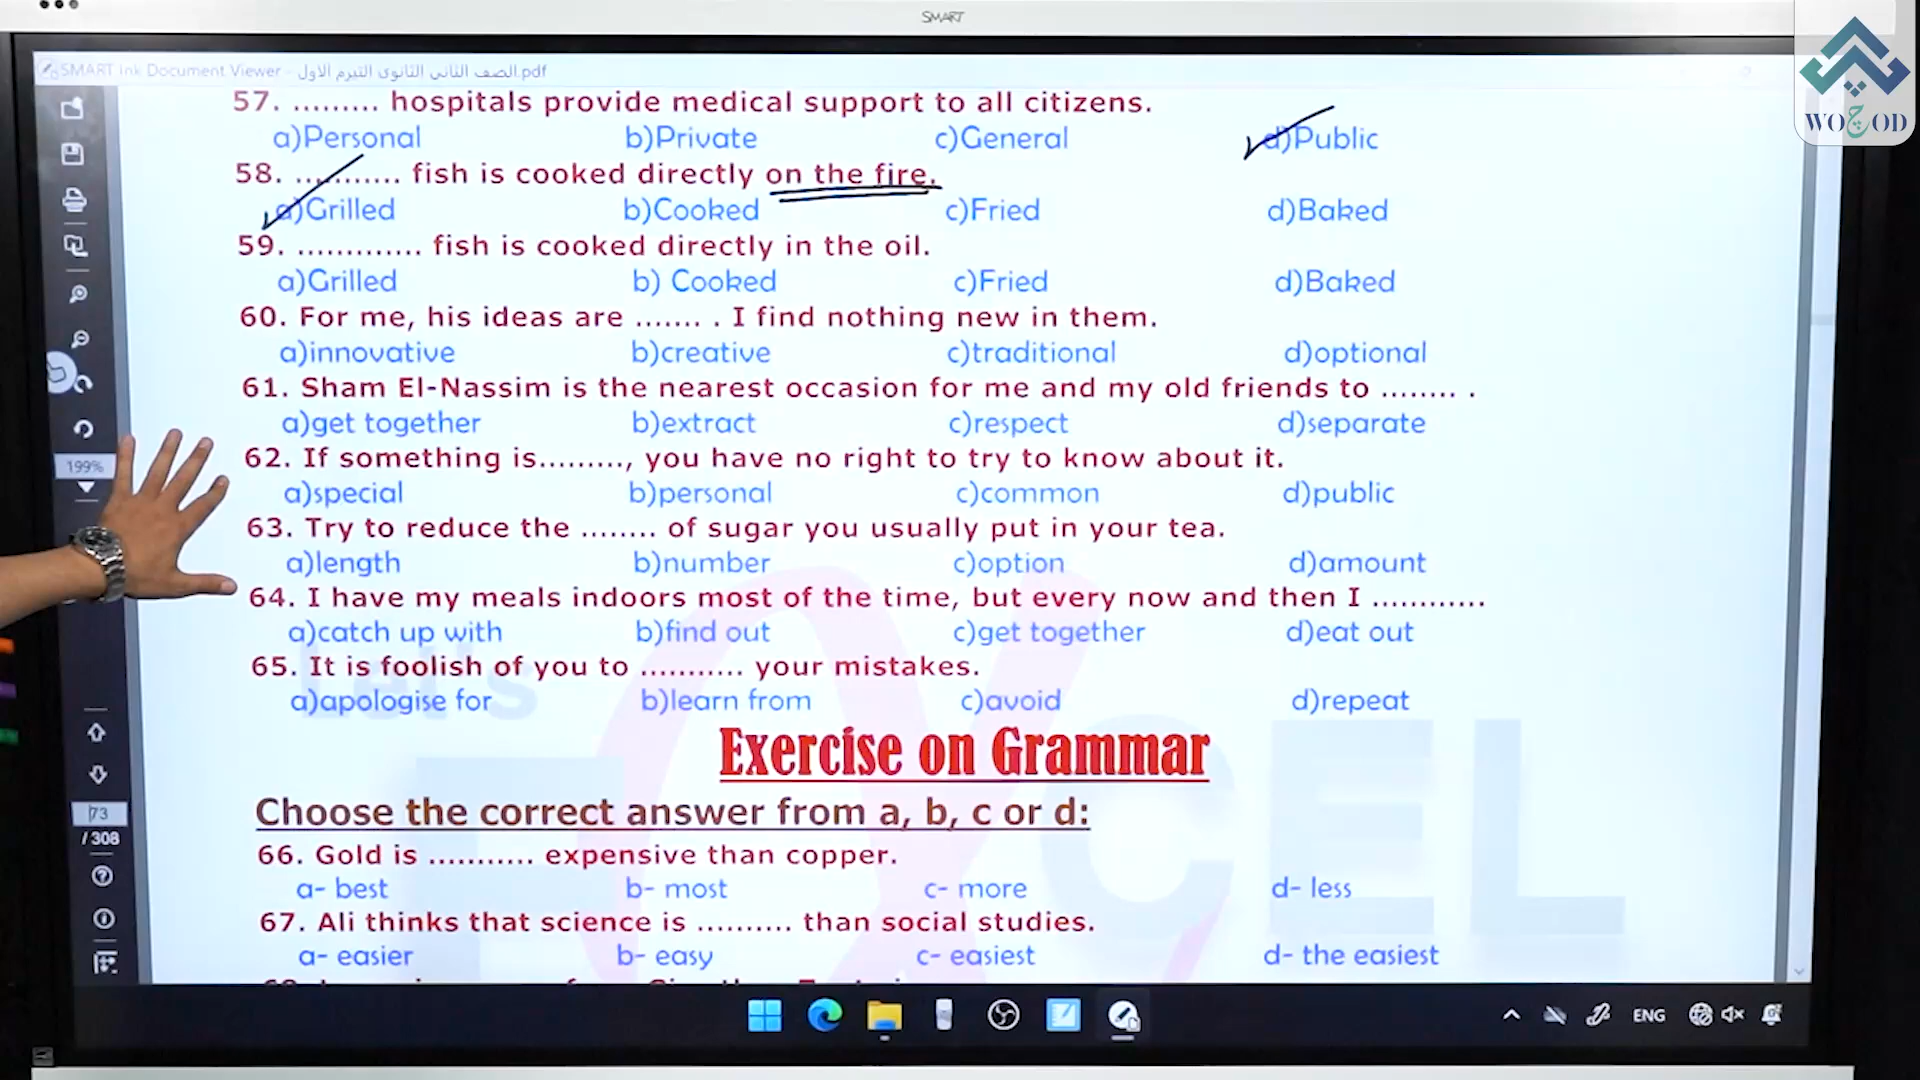 SMART
SMART Ink Document Viewer - الصف الثاني الثانوى التيرم الاول.pdf
WOجOD
57. ......... hospitals provide medical support to all citizens.
a)Personal b)Private c)General d)Public
58. ........... fish is cooked directly on the fire.
a)Grilled b)Cooked c)Fried d)Baked
59. ............. fish is cooked directly in the oil.
a)Grilled b) Cooked c)Fried d)Baked
60. For me, his ideas are ....... . I find nothing new in them.
a)innovative b)creative c)traditional d)optional
61. Sham El-Nassim is the nearest occasion for me and my old friends to ........ .
a)get together b)extract c)respect d)separate
199%
62. If something is........., you have no right to try to know about it.
a)special b)personal c)common d)public
63. Try to reduce the ........ of sugar you usually put in your tea.
a)length b)number c)option d)amount
64. I have my meals indoors most of the time, but every now and then I ............
a)catch up with b)find out c)get together d)eat out
65. It is foolish of you to ........... your mistakes.
a)apologise for b)learn from c)avoid d)repeat
Let's
EXCEL
Exercise on Grammar
73
/ 308
Choose the correct answer from a, b, c or d:
66. Gold is ........... expensive than copper.
a- best b- most c- more d- less
67. Ali thinks that science is .......... than social studies.
a- easier b- easy c- easiest d- the easiest
ENG